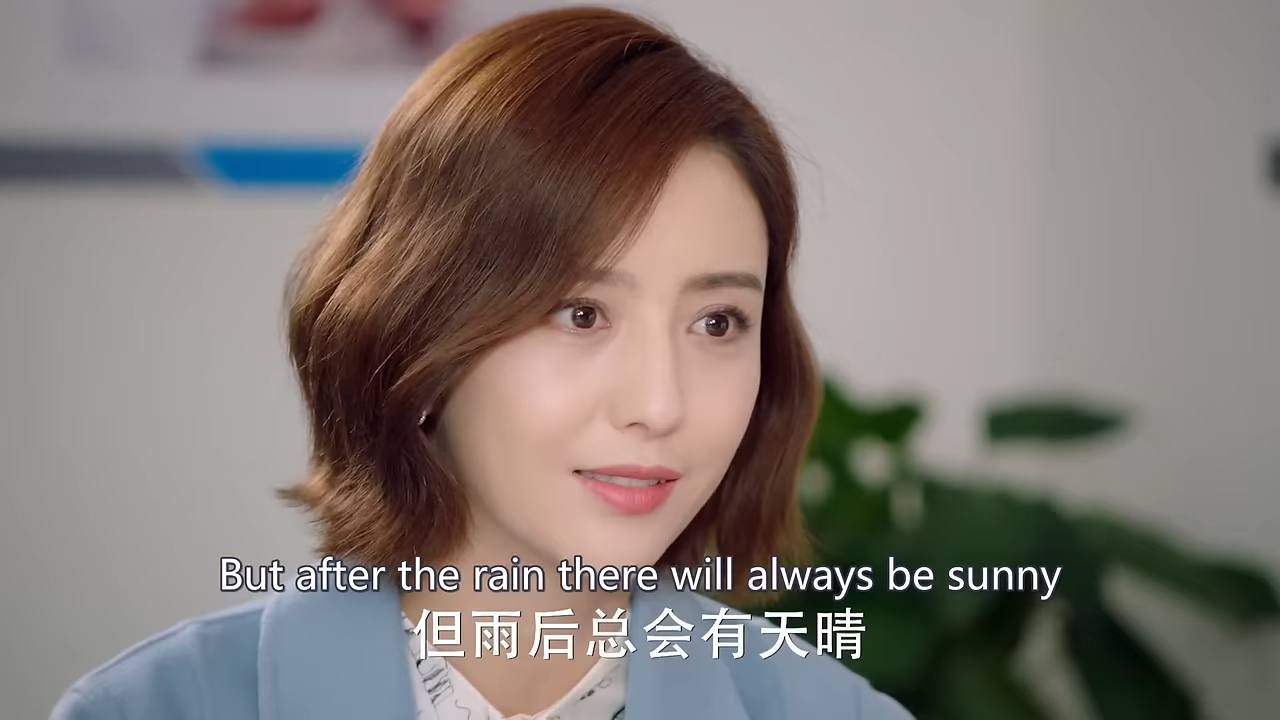 But after the rain there will always be sunny
但雨后总会有天晴